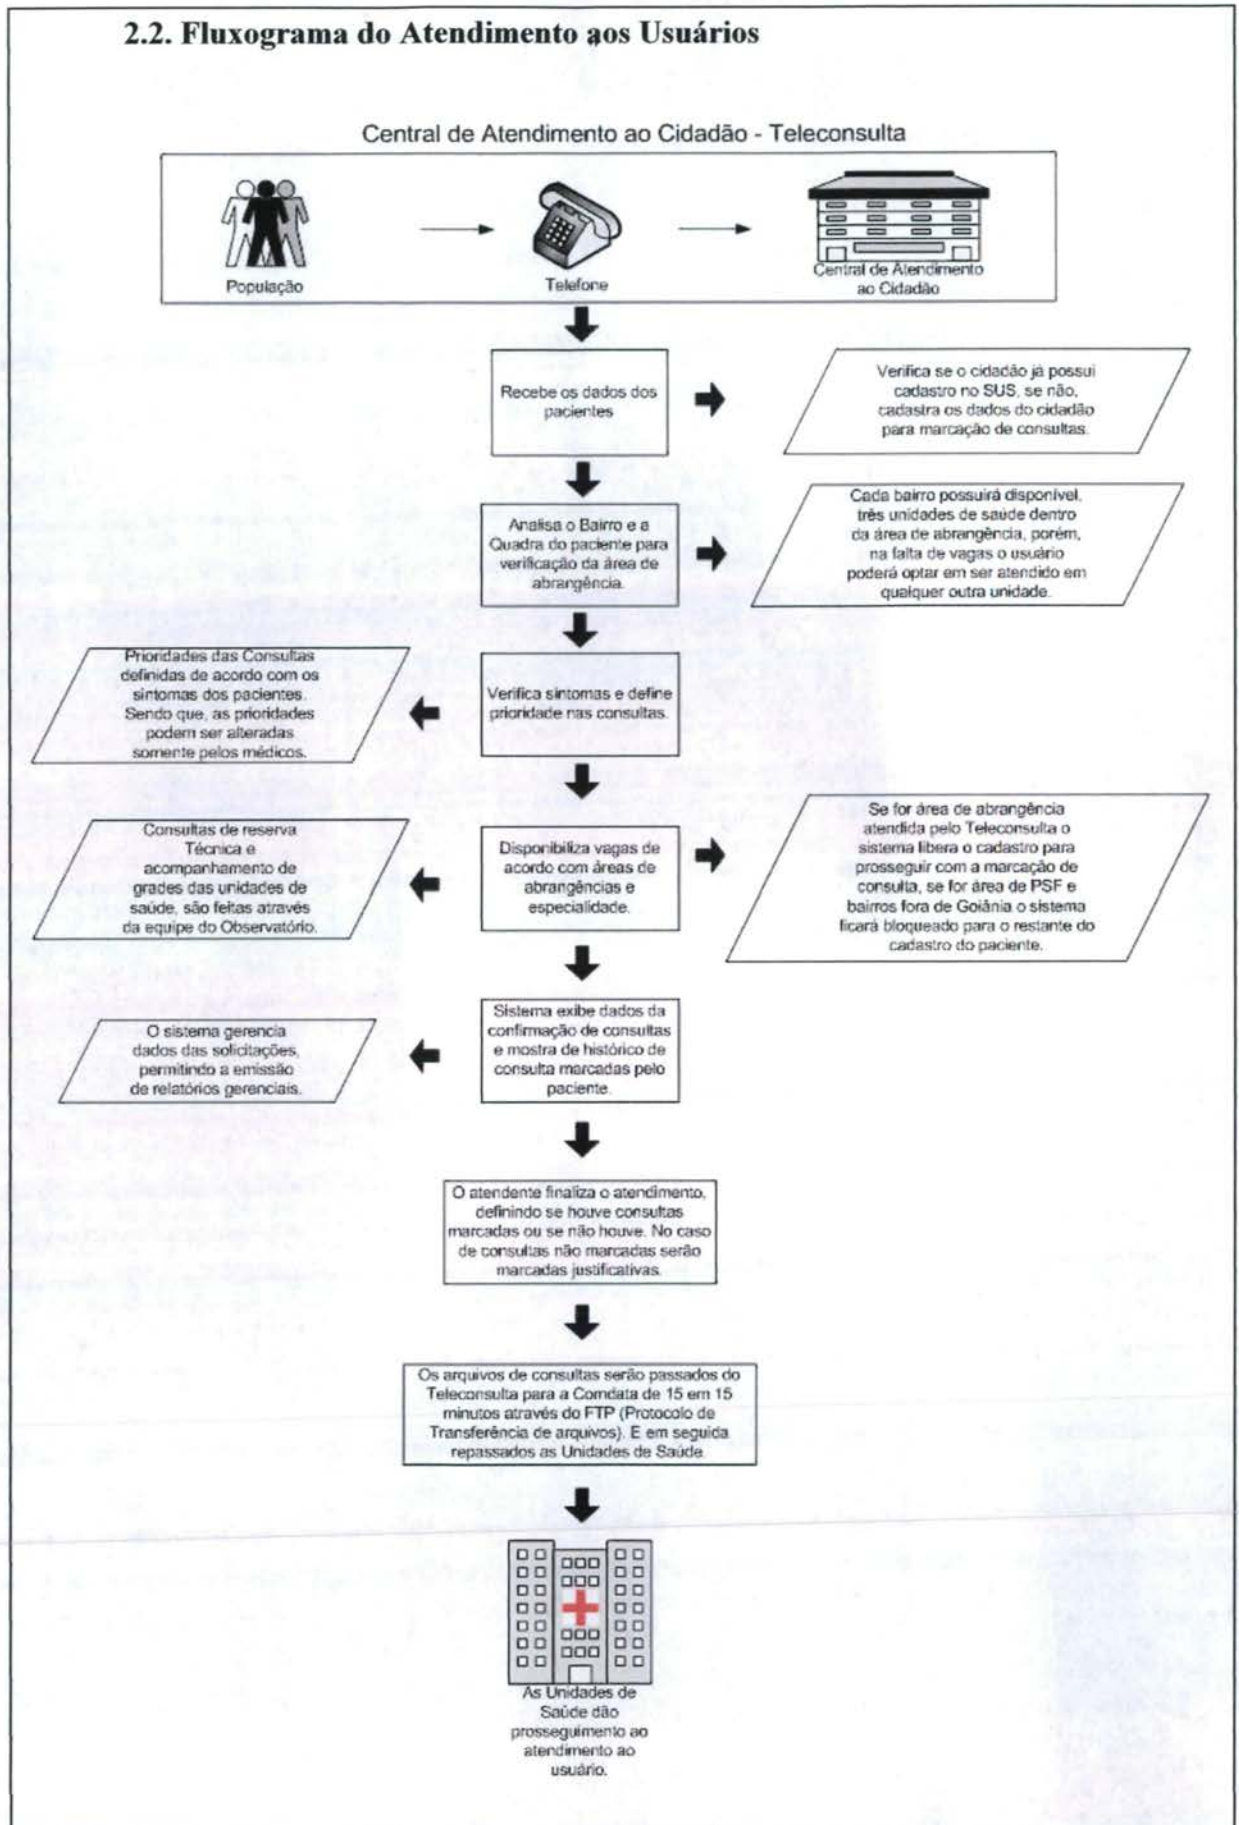 2.2. Fluxograma do Atendimento aos Usuários
Central de Atendimento ao Cidadão - Teleconsulta
População
Telefone
Central de Atendimento
ao Cidadão
Recebe os dados dos
pacientes
Verifica se o cidadão já possui
cadastro no SUS, se não,
cadastra os dados do cidadão
para marcação de consultas.
Analisa o Bairro e a
Quadra do paciente para
verificação da área de
abrangência.
Cada bairro possuirá disponível,
três unidades de saúde dentro
da área de abrangência, porém,
na falta de vagas o usuário
poderá optar em ser atendido em
qualquer outra unidade.
Prioridades das Consultas
definidas de acordo com os
sintomas dos pacientes.
Sendo que, as prioridades
podem ser alteradas
somente pelos médicos.
Verifica sintomas e define
prioridade nas consultas.
Consultas de reserva
Técnica e
acompanhamento de
grades das unidades de
saúde, são feitas através
da equipe do Observatório.
Disponibiliza vagas de
acordo com áreas de
abrangências e
especialidade.
Se for área de abrangência
atendida pelo Teleconsulta o
sistema libera o cadastro para
prosseguir com a marcação de
consulta, se for área de PSF e
bairros fora de Goiânia o sistema
ficará bloqueado para o restante do
cadastro do paciente.
O sistema gerencia
dados das solicitações,
permitindo a emissão
de relatórios gerenciais.
Sistema exibe dados da
confirmação de consultas
e mostra de histórico de
consulta marcadas pelo
paciente.
O atendente finaliza o atendimento,
definindo se houve consultas
marcadas ou se não houve. No caso
de consultas não marcadas serão
marcadas justificativas.
Os arquivos de consultas serão passados do
Teleconsulta para a Comdata de 15 em 15
minutos através do FTP (Protocolo de
Transferência de arquivos). E em seguida
repassados as Unidades de Saúde.
As Unidades de
Saúde dão
prosseguimento ao
atendimento ao
usuário.